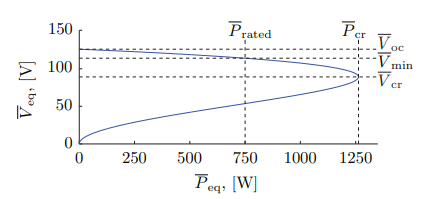 150
100
50
0
V̅eq, [V]
P̅rated
P̅cr
V̅oc
V̅min
V̅cr
0 250 500 750 1000 1250
P̅eq, [W]